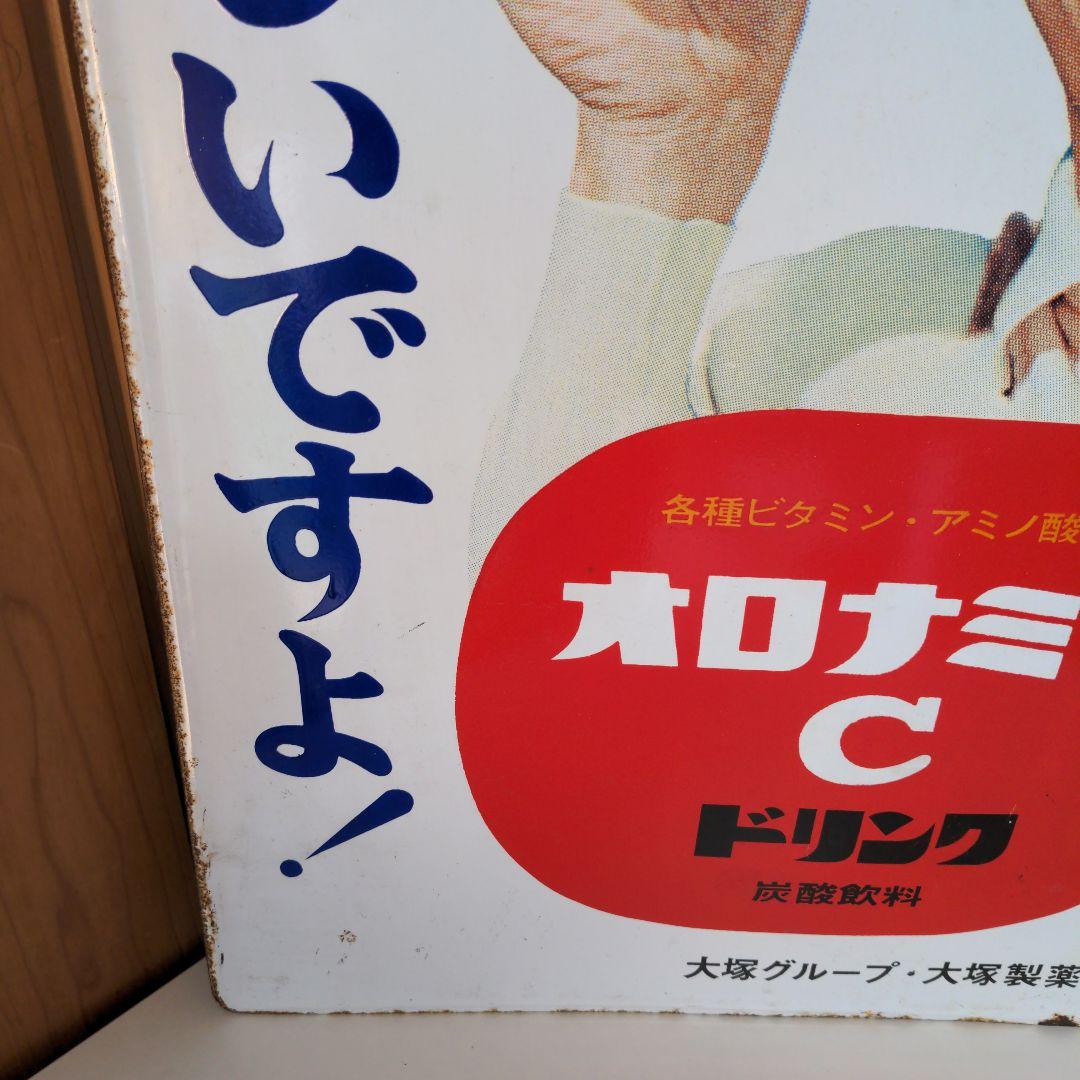 いですよ!
各種ビタミン・アミノ酸
オロナミ
C
ドリンク
炭酸飲料
大塚グループ・大塚製薬